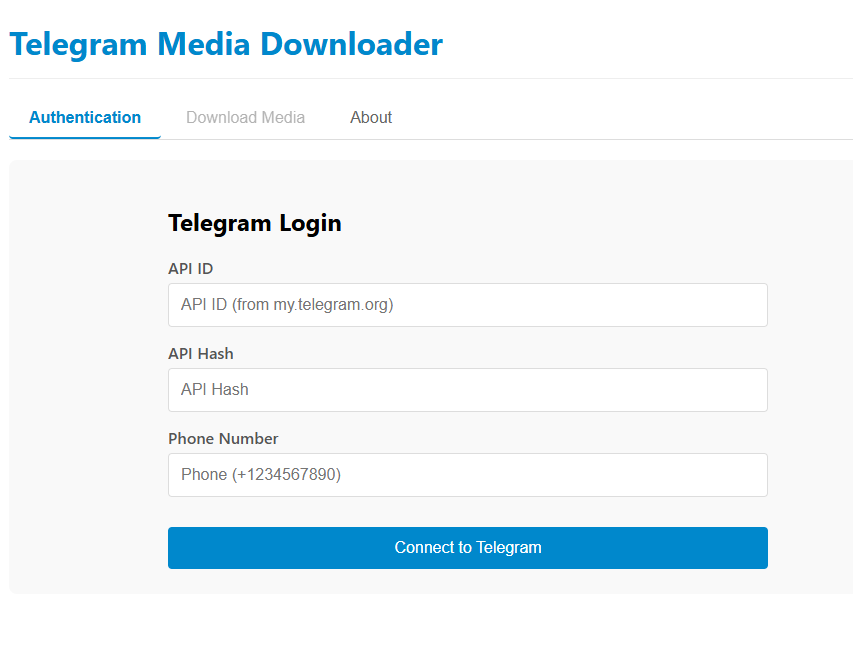 Telegram Media Downloader
Authentication Download Media About
Telegram Login
API ID
API ID (from my.telegram.org)
API Hash
API Hash
Phone Number
Phone (+1234567890)
Connect to Telegram